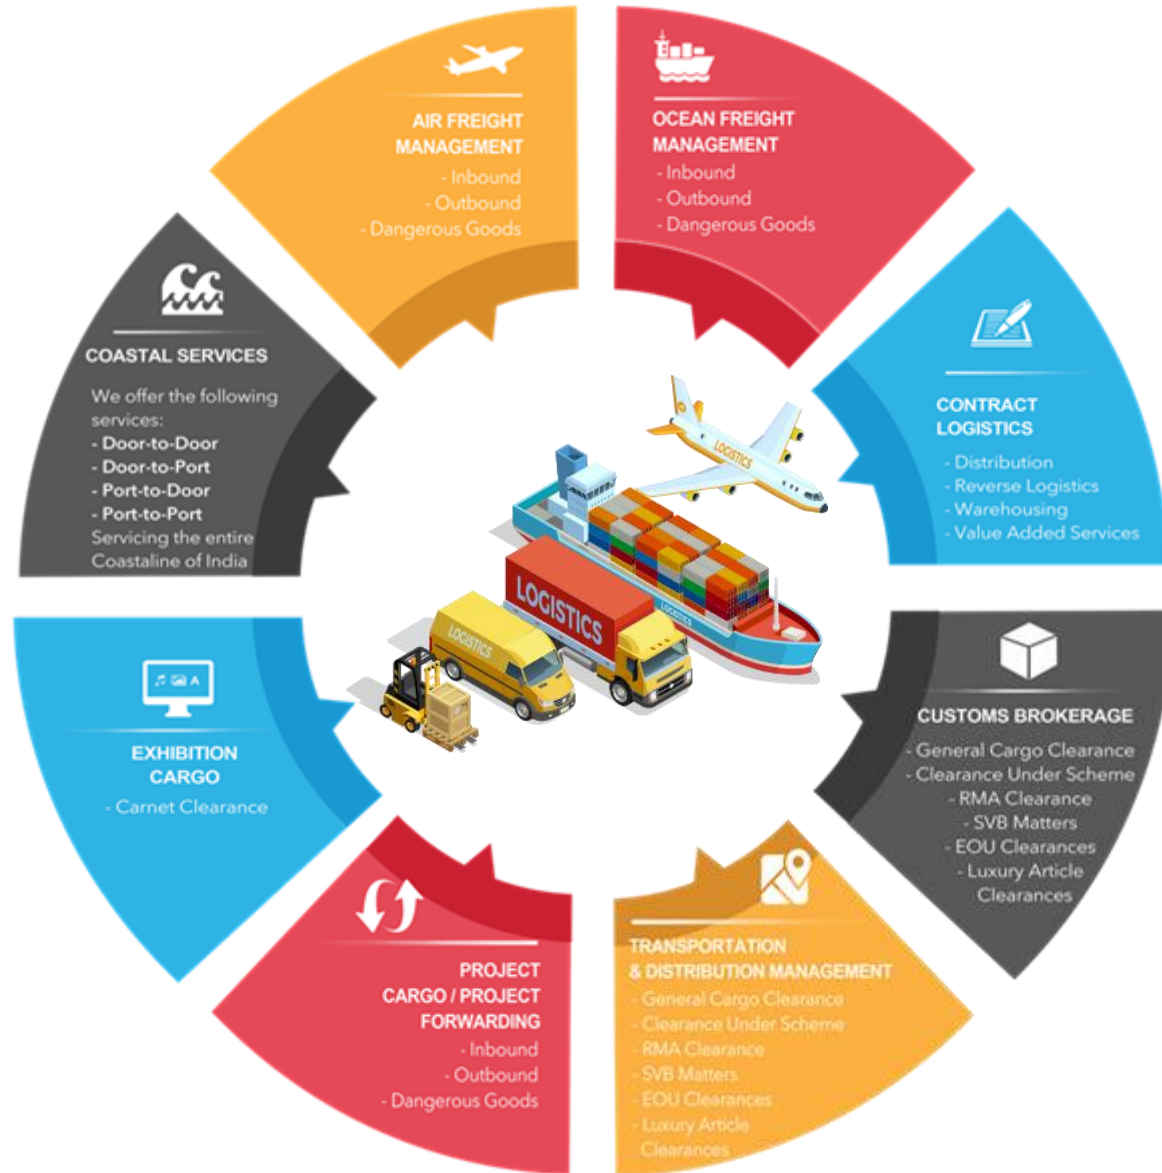 AIR FREIGHT
MANAGEMENT
- Inbound
- Outbound
- Dangerous Goods
OCEAN FREIGHT
MANAGEMENT
- Inbound
- Outbound
- Dangerous Goods
CONTRACT
LOGISTICS
- Distribution
- Reverse Logistics
- Warehousing
- Value Added Services
CUSTOMS BROKERAGE
- General Cargo Clearance
- Clearance Under Scheme
- RMA Clearance
- SVB Matters
- EOU Clearances
- Luxury Article
Clearances
TRANSPORTATION
& DISTRIBUTION MANAGEMENT
- General Cargo Clearance
- Clearance Under Scheme
- RMA Clearance
- SVB Matters
- EOU Clearances
- Luxury Article
Clearances
PROJECT
CARGO / PROJECT
FORWARDING
- Inbound
- Outbound
- Dangerous Goods
EXHIBITION
CARGO
- Carnet Clearance
COASTAL SERVICES
We offer the following
services:
- Door-to-Door
- Door-to-Port
- Port-to-Door
- Port-to-Port
Servicing the entire
Coastaline of India
LOGISTICS
LOGISTICS
LOGISTICS
LOGISTICS
A